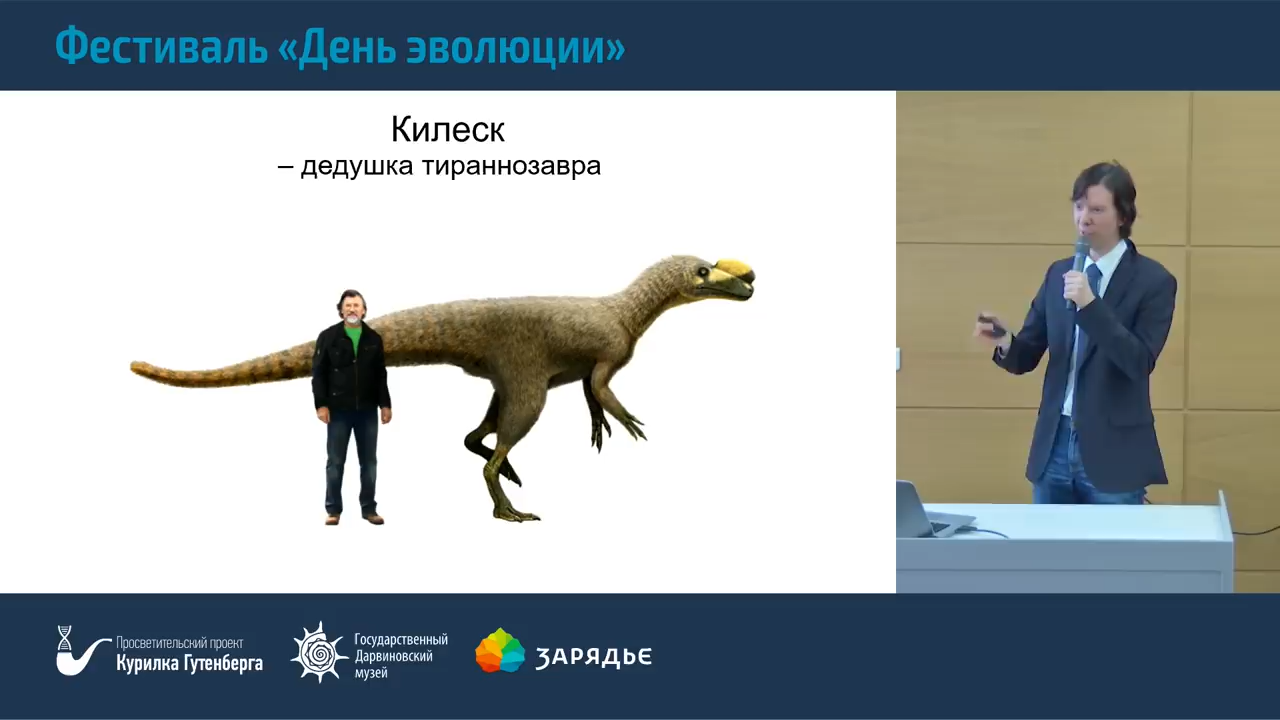 Фестиваль «День эволюции»
Килеск
– дедушка тираннозавра
Просветительский проект
Курилка Гутенберга
Государственный
Дарвиновский
музей
ЗАРЯДЬЕ